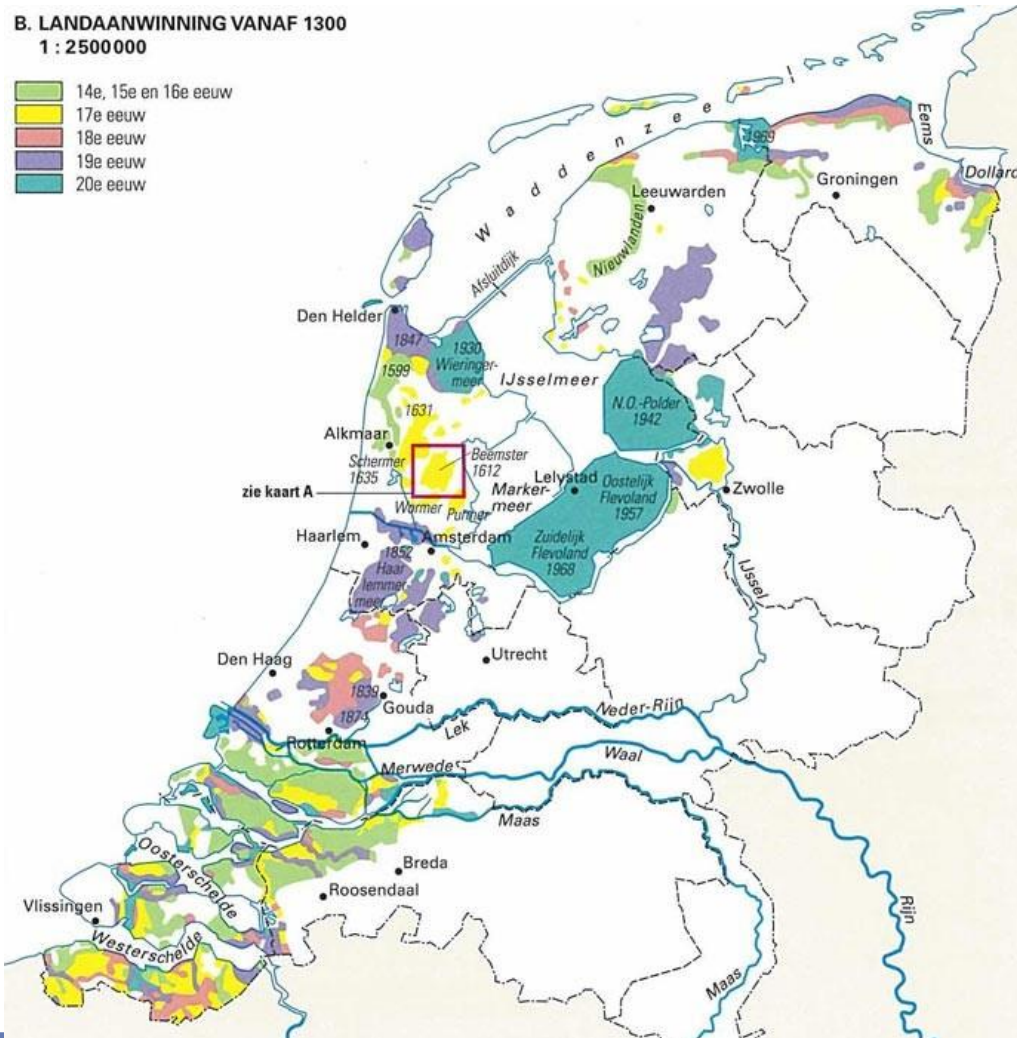 B. LANDAANWINNING VANAF 1300
1 : 2500000
14e, 15e en 16e eeuw
17e eeuw
18e eeuw
19e eeuw
20e eeuw
Waddenzee
Eems
Dollard
1969
Groningen
Leeuwarden
Nieuwlanden
Afsluitdijk
Den Helder
1847
1930
Wieringer-
meer
1599
IJsselmeer
1631
N.O.-Polder
1942
Alkmaar
Schermer
1635
Beemster
1612
zie kaart A
Marker-
meer
Lelystad
Oostelijk
Flevoland
1957
Zwolle
Wormer
Purmer
Zuidelijk
Flevoland
1968
Haarlem
Amsterdam
1852
Haar
lemmer
meer
IJssel
Utrecht
Den Haag
1839
Gouda
1874
Rotterdam
Lek
Neder-Rijn
Merwede
Waal
Maas
Oosterschelde
Breda
Roosendaal
Vlissingen
Westerschelde
Rijn
Maas